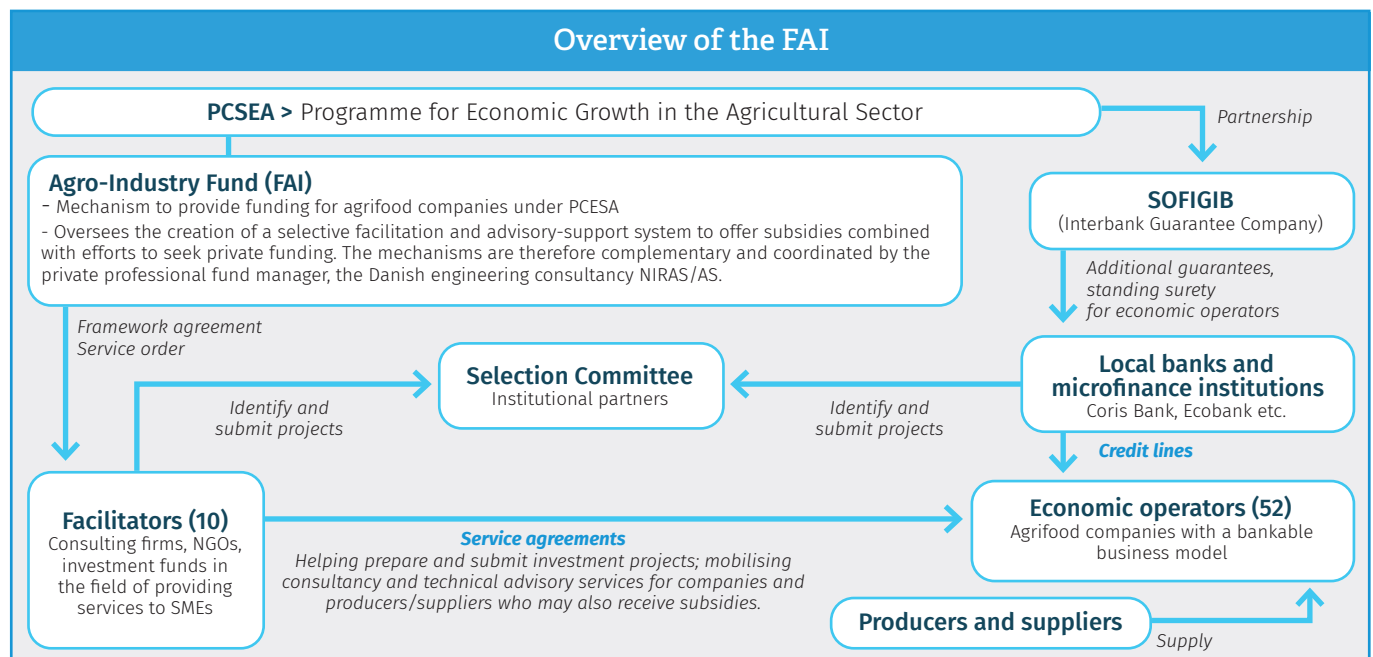 Overview of the FAI
PCSEA > Programme for Economic Growth in the Agricultural Sector
Partnership
Agro-Industry Fund (FAI)
- Mechanism to provide funding for agrifood companies under PCESA
- Oversees the creation of a selective facilitation and advisory-support system to offer subsidies combined
with efforts to seek private funding. The mechanisms are therefore complementary and coordinated by the
private professional fund manager, the Danish engineering consultancy NIRAS/AS.
SOFIGIB
(Interbank Guarantee Company)
Additional guarantees,
standing surety
for economic operators
Framework agreement
Service order
Selection Committee
Institutional partners
Local banks and
microfinance institutions
Coris Bank, Ecobank etc.
Identify and
submit projects
Identify and
submit projects
Credit lines
Facilitators (10)
Consulting firms, NGOs,
investment funds in
the field of providing
services to SMEs
Service agreements
Helping prepare and submit investment projects; mobilising
consultancy and technical advisory services for companies and
producers/suppliers who may also receive subsidies.
Economic operators (52)
Agrifood companies with a bankable
business model
Producers and suppliers
Supply